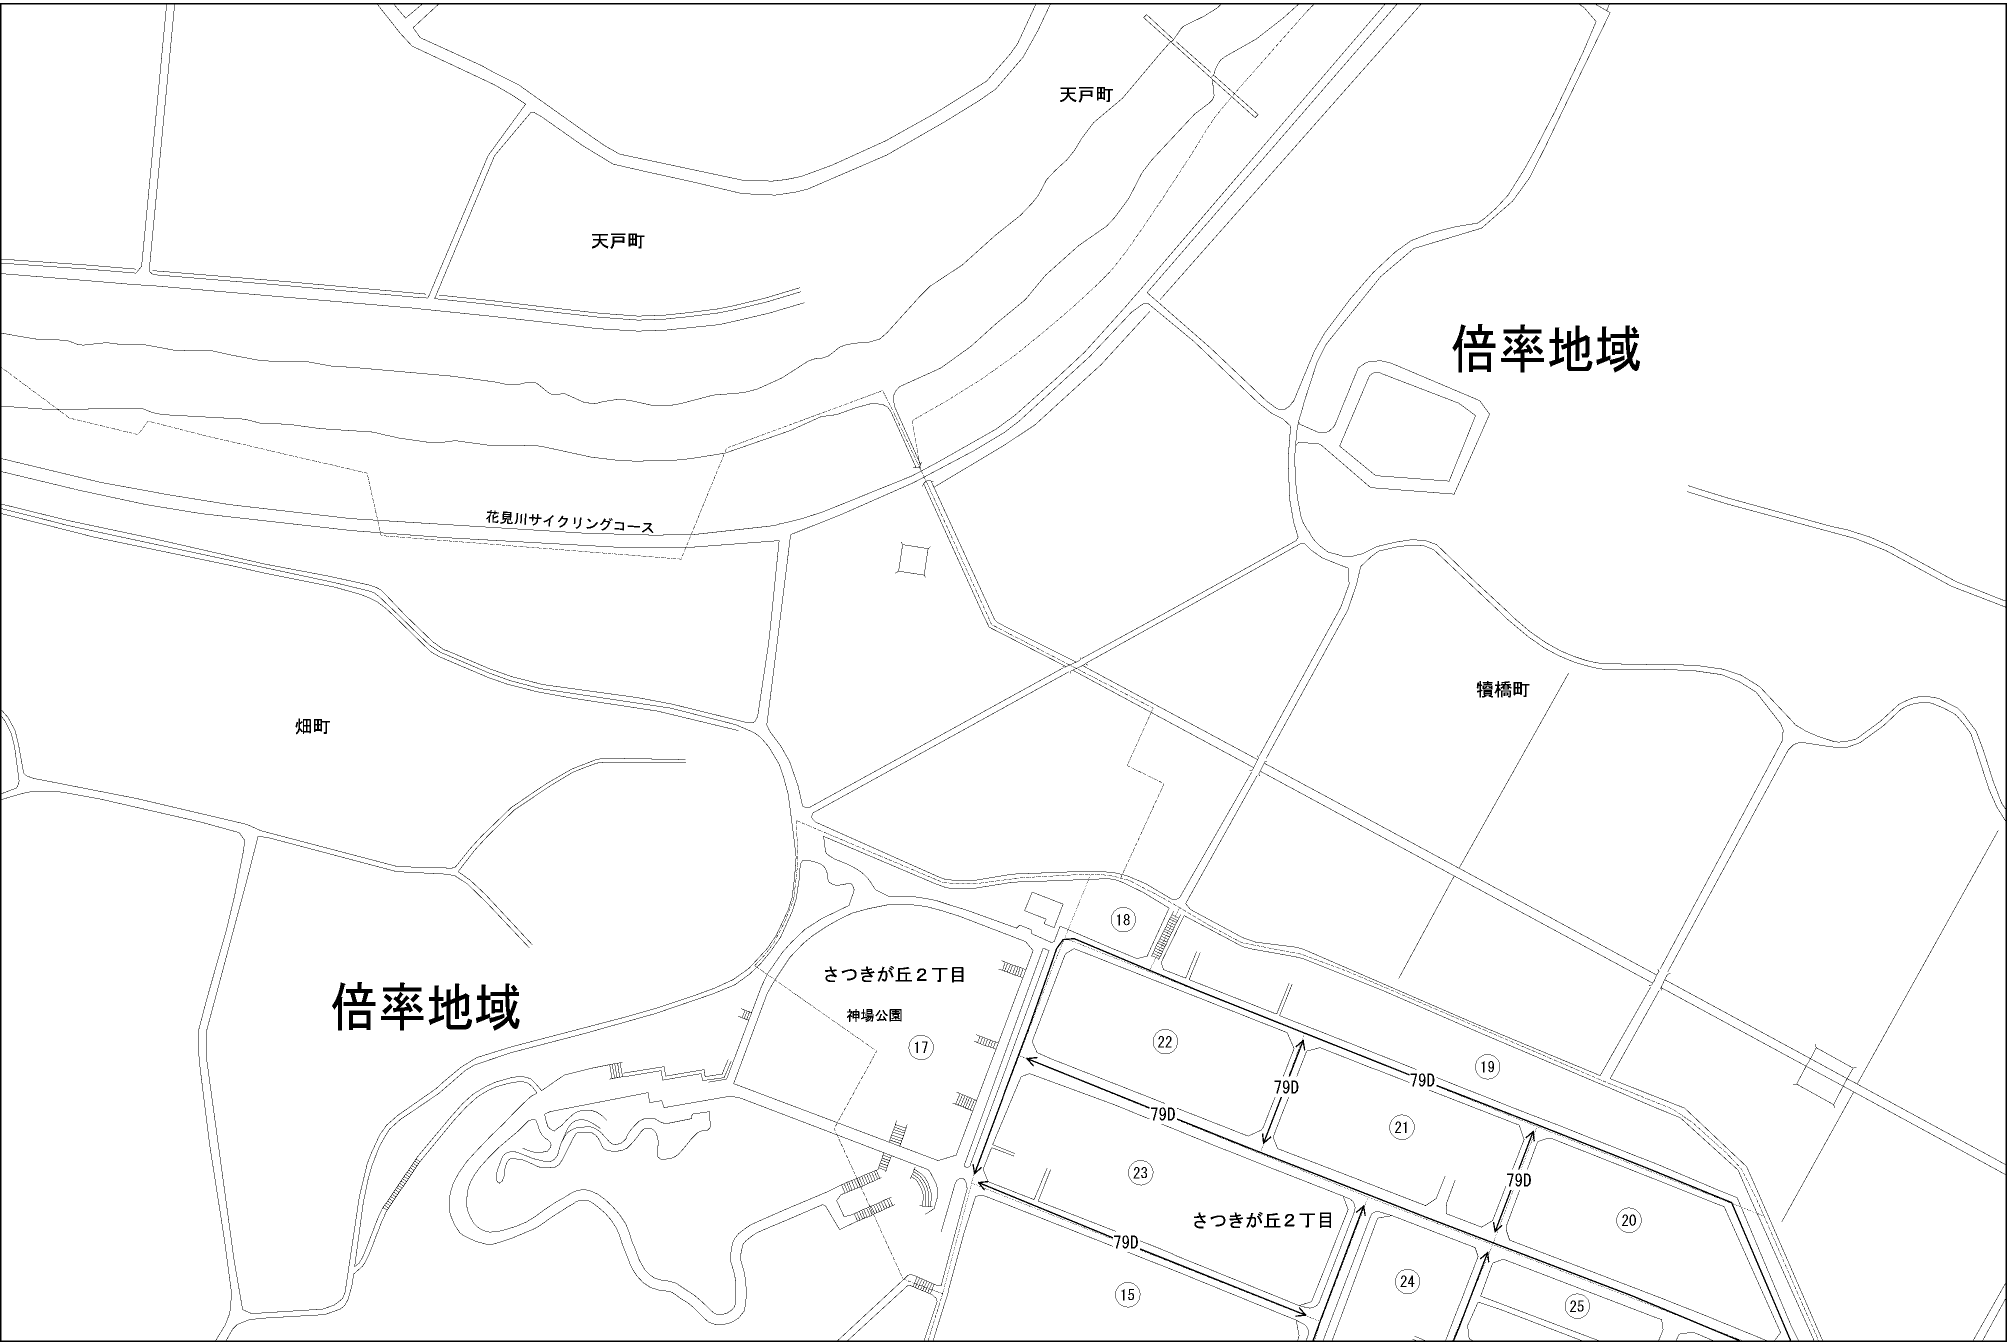 天戸町
天戸町
倍率地域
花見川サイクリングコース
犢橋町
畑町
18
さつきが丘２丁目
倍率地域
神場公園
17
22
19
79D
79D
79D
21
23
79D
さつきが丘２丁目
20
79D
24
15
25